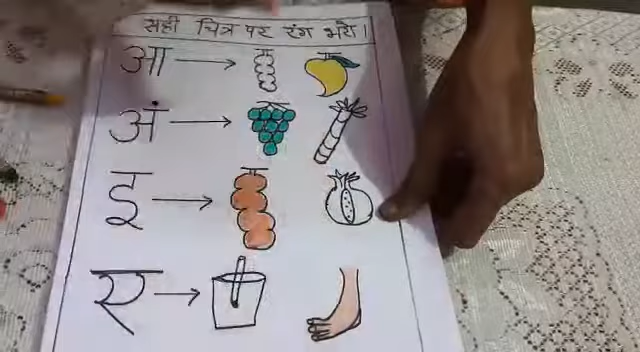 सही चित्र पर रंग भरो।
आ
अं
इ
ए